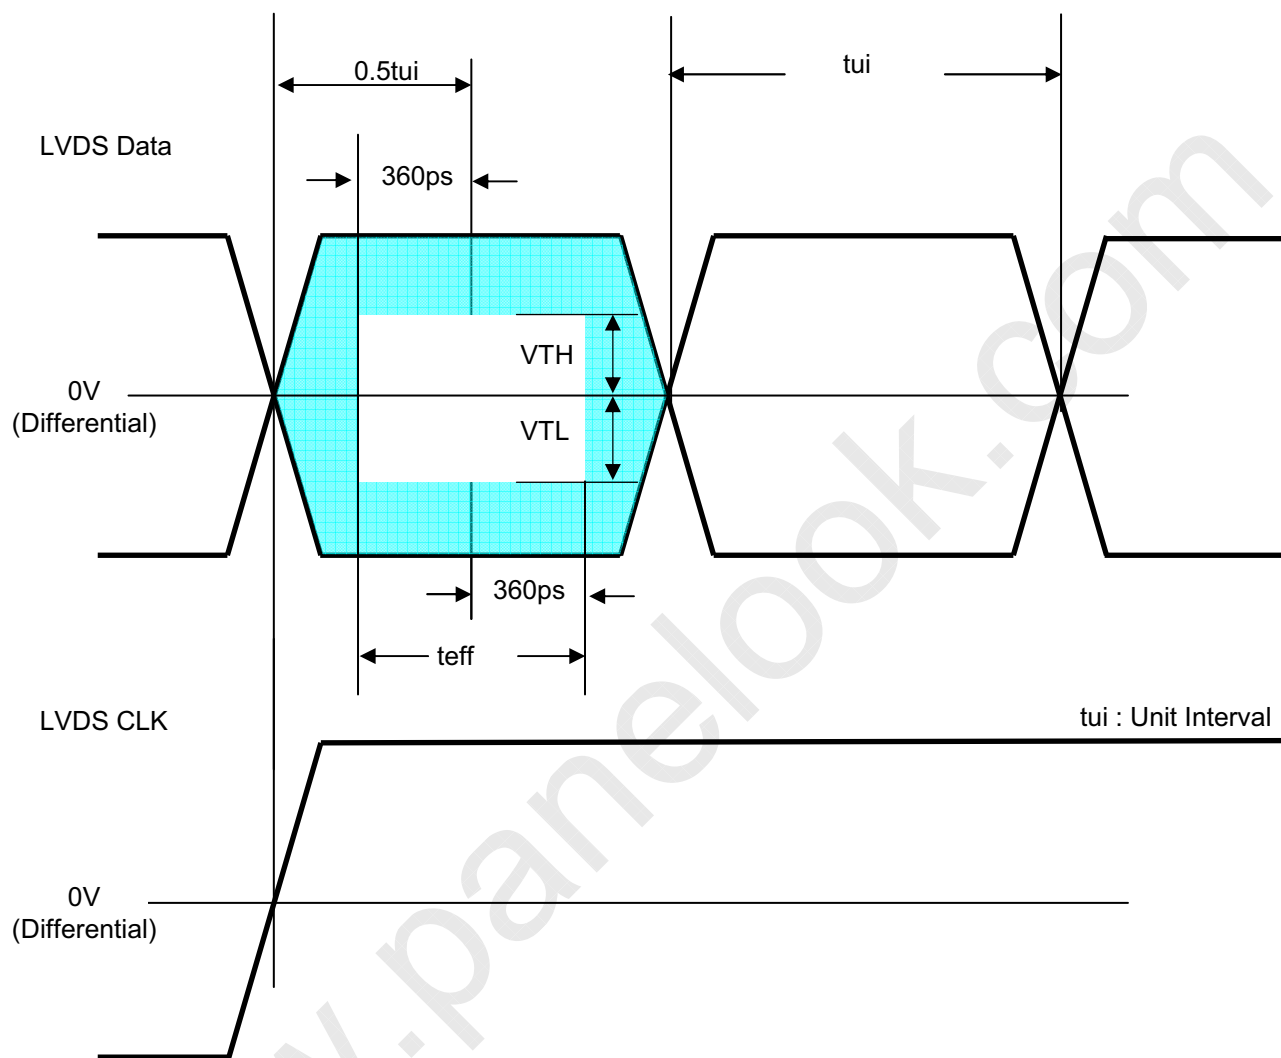 0.5tui
tui
LVDS Data
360ps
VTH
0V
(Differential)
VTL
360ps
teff
LVDS CLK
tui : Unit Interval
0V
(Differential)
.panelook.com